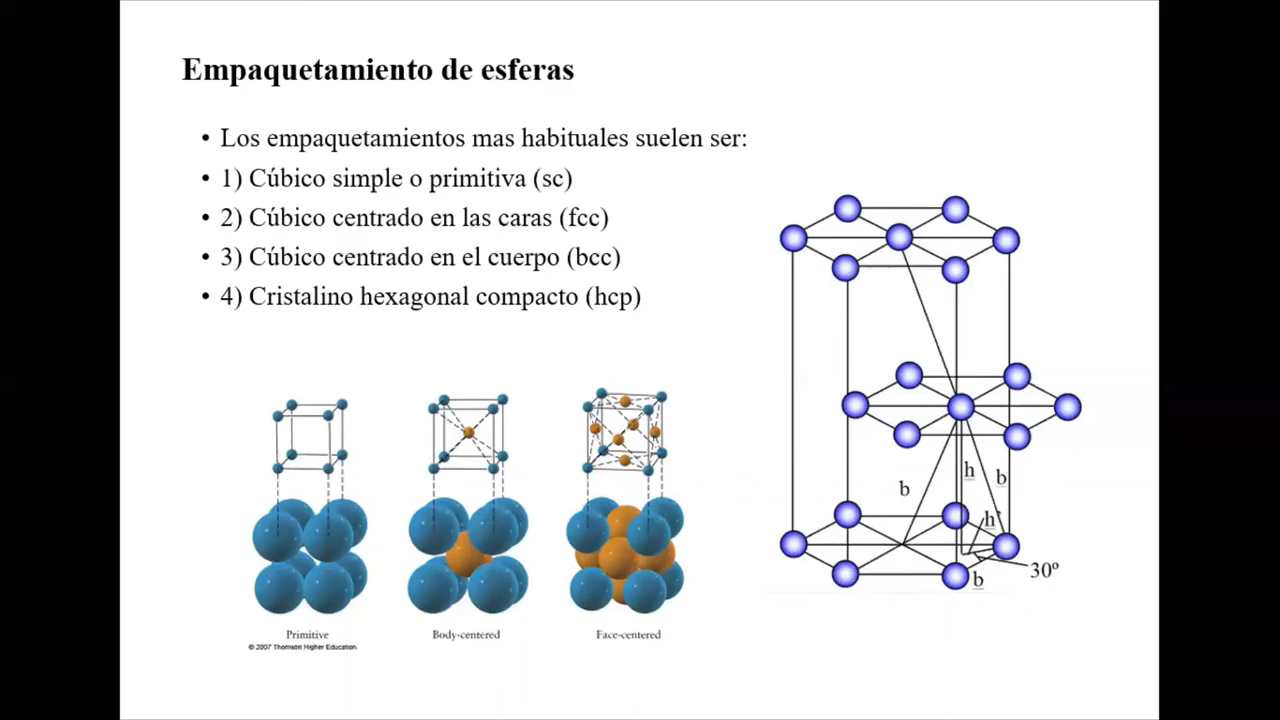 Empaquetamiento de esferas
• Los empaquetamientos mas habituales suelen ser:
• 1) Cúbico simple o primitiva (sc)
• 2) Cúbico centrado en las caras (fcc)
• 3) Cúbico centrado en el cuerpo (bcc)
• 4) Cristalino hexagonal compacto (hcp)
h
b
b
h'
30º
b
Primitive
Body-centered
Face-centered
© 2007 Thomson Higher Education